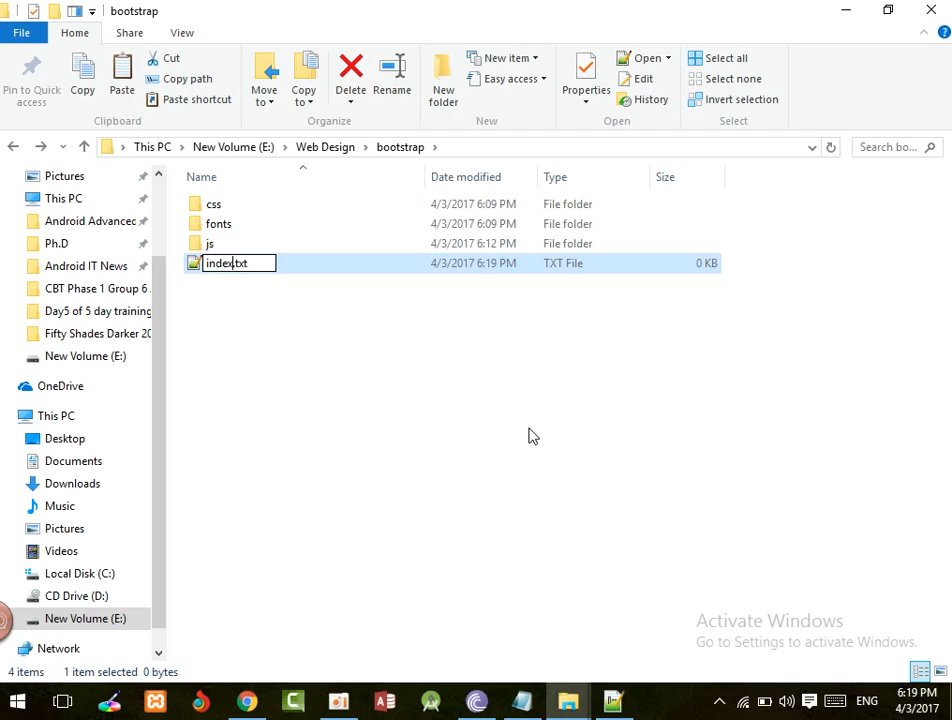 bootstrap
File Home Share View
Pin to Quick access
Copy
Paste
Cut
Copy path
Paste shortcut
Clipboard
Move to
Copy to
Delete
Rename
Organize
New folder
New item
Easy access
New
Properties
Open
Edit
History
Open
Select all
Select none
Invert selection
Select
This PC > New Volume (E:) > Web Design > bootstrap >
Search bo...
Name Date modified Type Size
css 4/3/2017 6:09 PM File folder
fonts 4/3/2017 6:09 PM File folder
js 4/3/2017 6:12 PM File folder
index.txt 4/3/2017 6:19 PM TXT File 0 KB
Pictures
This PC
Android Advanced
Ph.D
Android IT News
CBT Phase 1 Group 6
Day5 of 5 day training
Fifty Shades Darker 20
New Volume (E:)
OneDrive
This PC
Desktop
Documents
Downloads
Music
Pictures
Videos
Local Disk (C:)
CD Drive (D:)
New Volume (E:)
Network
Activate Windows
Go to Settings to activate Windows.
4 items 1 item selected 0 bytes
ENG
6:19 PM
4/3/2017